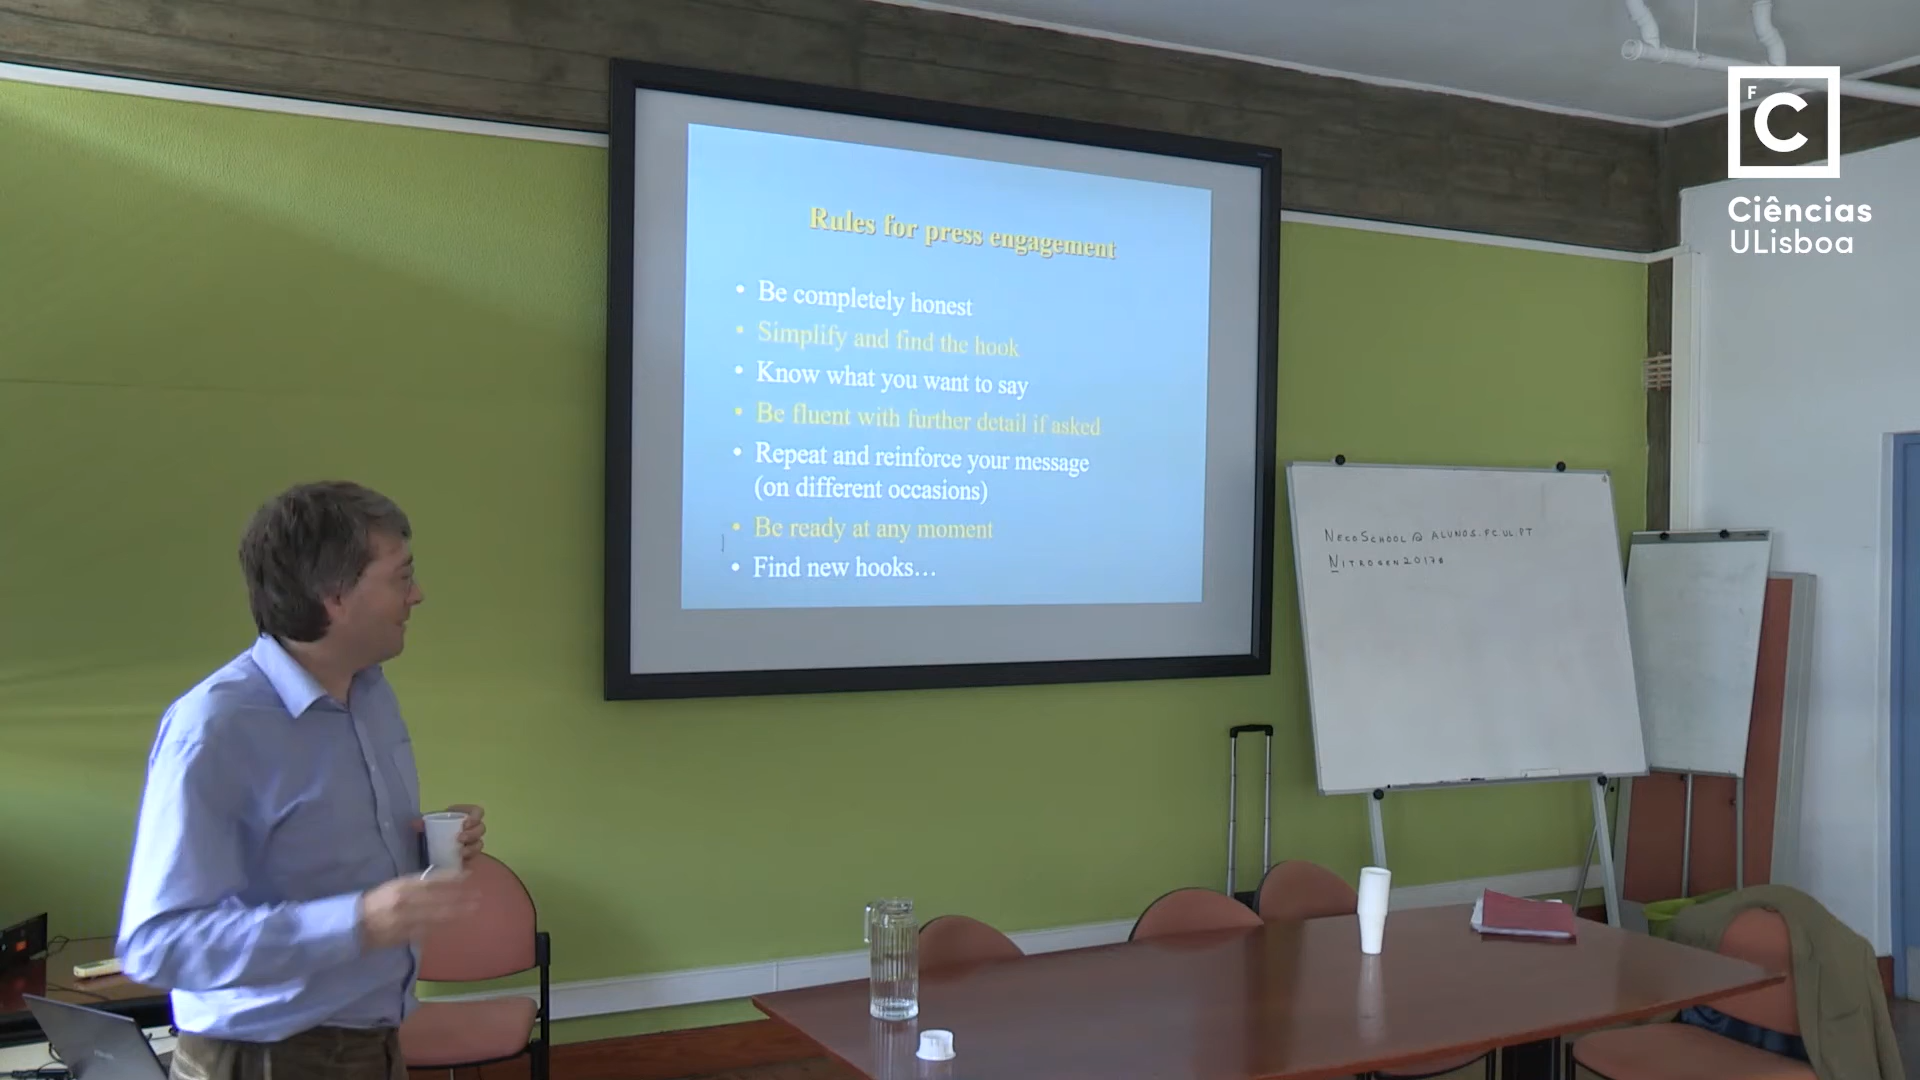 Rules for press engagement
• Be completely honest
• Simplify and find the hook
• Know what you want to say
• Be fluent with further detail if asked
• Repeat and reinforce your message
(on different occasions)
• Be ready at any moment
• Find new hooks…
NECOSCHOOL@ALUNOS.FC.UL.PT
F
C
Ciências
ULisboa